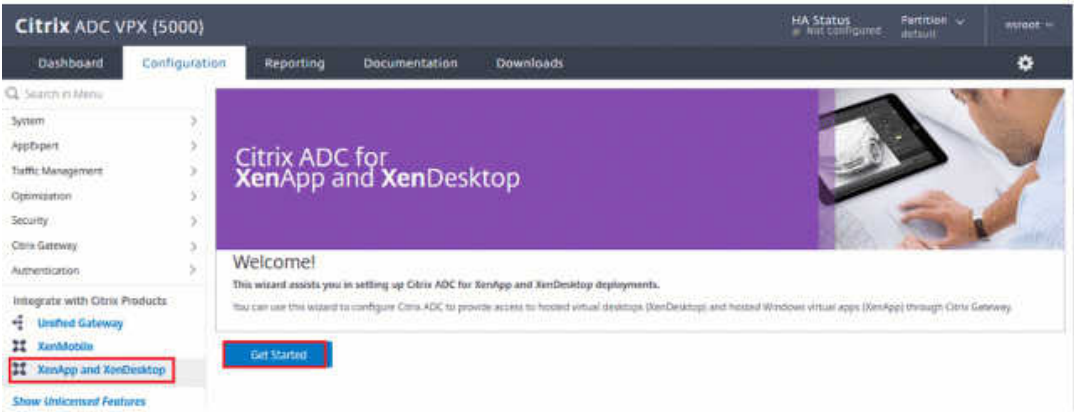 Citrix ADC VPX (5000)
HA Status
Not configured
Partition
default
nsroot
Dashboard
Configuration
Reporting
Documentation
Downloads
Search in Menu
System
AppExpert
Traffic Management
Optimization
Security
Citrix Gateway
Authentication
Integrate with Citrix Products
Unified Gateway
XenMobile
XenApp and XenDesktop
Show Unlicensed Features
Citrix ADC for
XenApp and XenDesktop
Welcome!
This wizard assists you in setting up Citrix ADC for XenApp and XenDesktop deployments.
You can use this wizard to configure Citrix ADC to provide access to hosted virtual desktops (XenDesktop) and hosted Windows virtual apps (XenApp) through Citrix Gateway.
Get Started